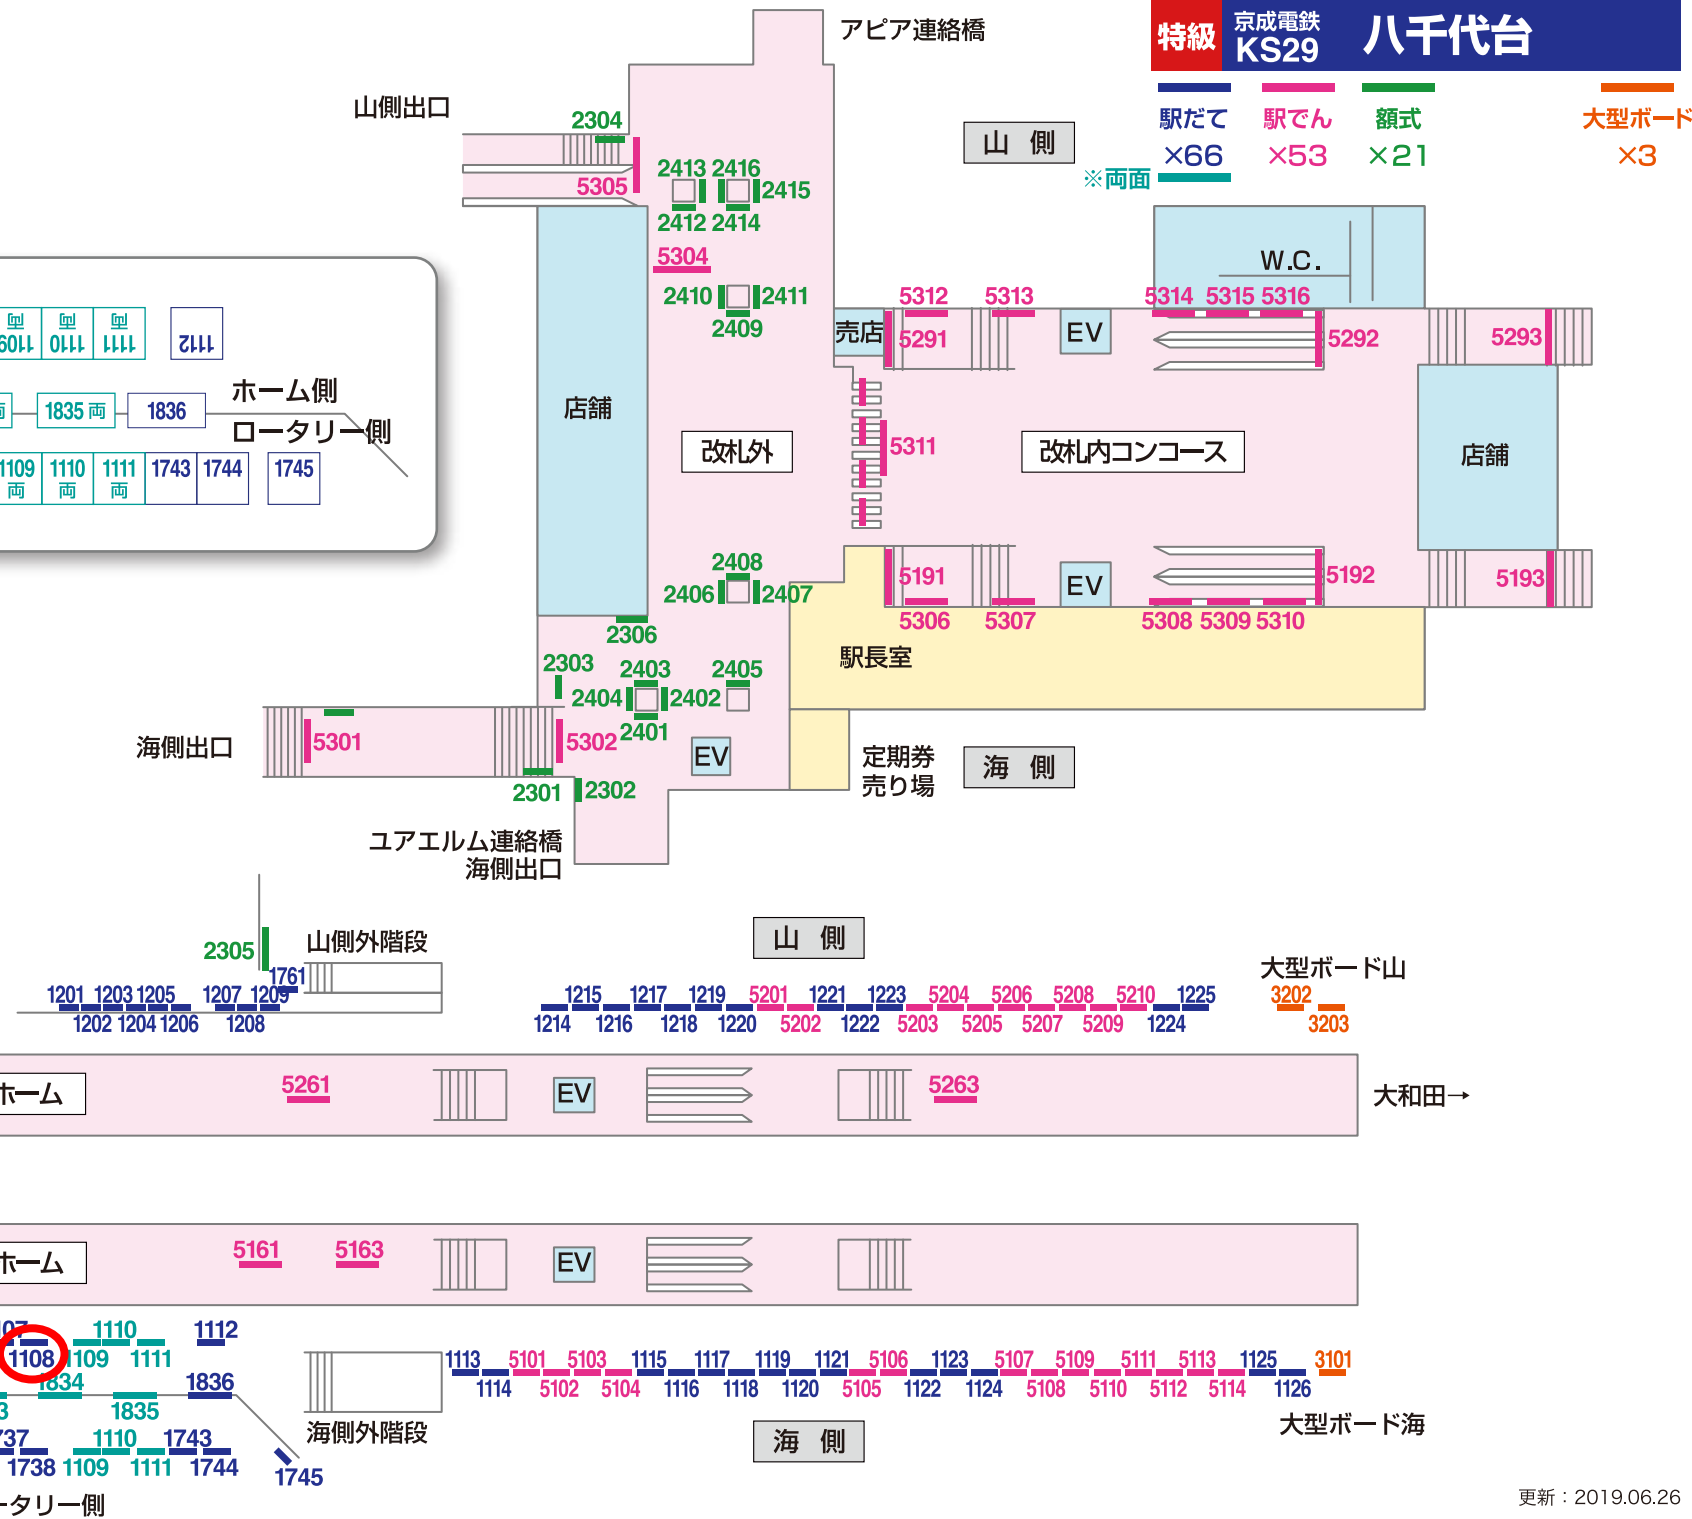 特級 京成電鉄 KS29 八千代台
駅だて 駅でん 額式 大型ボード
×66 ×53 ×21 ×3
※両面
アピア連絡橋
山側出口
2304
5305
山 側
2413 2416
2415
2412 2414
5304
2410 2411
2409
W.C.
5312 5313 5314 5315 5316
売店 5291 EV 5292 5293
両 1110 両 1111 両 1112
ホーム側
1835 両 1836
ロータリー側
1109 両 1110 両 1111 両 1743 1744 1745
店舗
改札外
5311
改札内コンコース
店舗
2408
2406 2407
5191 EV 5192 5193
5306 5307 5308 5309 5310
2306
駅長室
2303 2403 2405
2404 2402
2401
海側出口
5301 5302
EV
定期券
売り場
海 側
2301 2302
ユアエルム連絡橋
海側出口
山 側
2305
山側外階段
1761
大型ボード山
1201 1203 1205 1207 1209
1202 1204 1206 1208
1215 1217 1219 5201 1221 1223 5204 5206 5208 5210 1225
1214 1216 1218 1220 5202 1222 5203 5205 5207 5209 1224
3202
3203
ホーム
5261 EV 5263
大和田→
ホーム
5161 5163 EV
1110 1112
1108 1109 1111
1834 1836
1835
1110 1743
1738 1109 1111 1744
1745
1113 5101 5103 1115 1117 1119 1121 5106 1123 5107 5109 5111 5113 1125 3101
1114 5102 5104 1116 1118 1120 5105 1122 1124 5108 5110 5112 5114 1126
海側外階段
海 側
大型ボード海
ータリー側
更新：2019.06.26